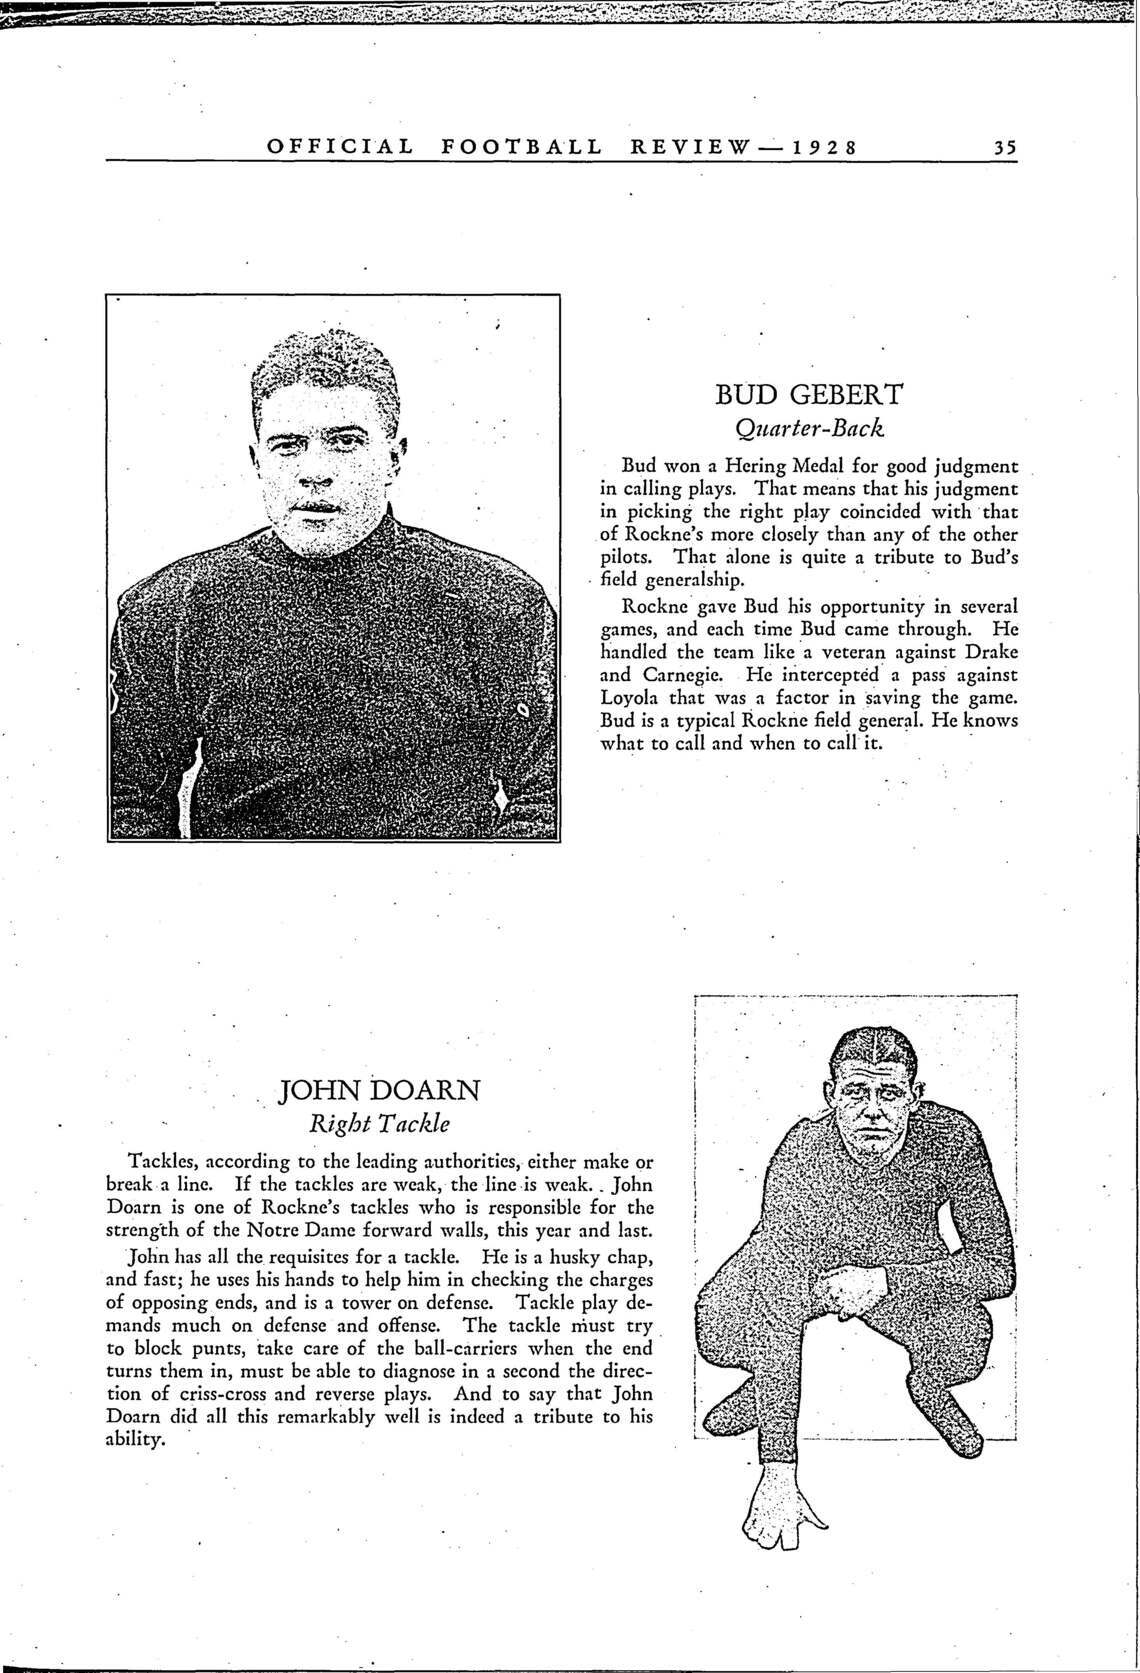 OFFICIAL FOOTBALL REVIEW—1928 35
BUD GEBERT
Quarter-Back
Bud won a Hering Medal for good judgment
in calling plays. That means that his judgment
in picking the right play coincided with that
of Rockne's more closely than any of the other
pilots. That alone is quite a tribute to Bud's
field generalship.
Rockne gave Bud his opportunity in several
games, and each time Bud came through. He
handled the team like a veteran against Drake
and Carnegie. He intercepted a pass against
Loyola that was a factor in saving the game.
Bud is a typical Rockne field general. He knows
what to call and when to call it.
JOHN DOARN
Right Tackle
Tackles, according to the leading authorities, either make or
break a line. If the tackles are weak, the line is weak. John
Doarn is one of Rockne's tackles who is responsible for the
strength of the Notre Dame forward walls, this year and last.
John has all the requisites for a tackle. He is a husky chap,
and fast; he uses his hands to help him in checking the charges
of opposing ends, and is a tower on defense. Tackle play de-
mands much on defense and offense. The tackle must try
to block punts, take care of the ball-carriers when the end
turns them in, must be able to diagnose in a second the direc-
tion of criss-cross and reverse plays. And to say that John
Doarn did all this remarkably well is indeed a tribute to his
ability.